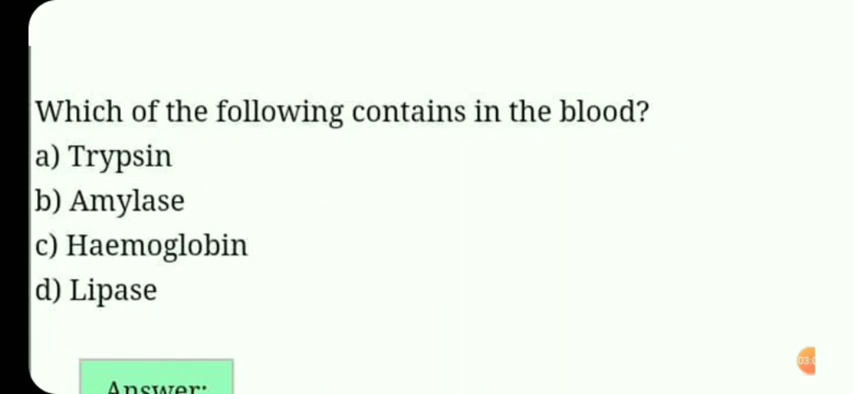 Which of the following contains in the blood?
a) Trypsin
b) Amylase
c) Haemoglobin
d) Lipase
Answer: